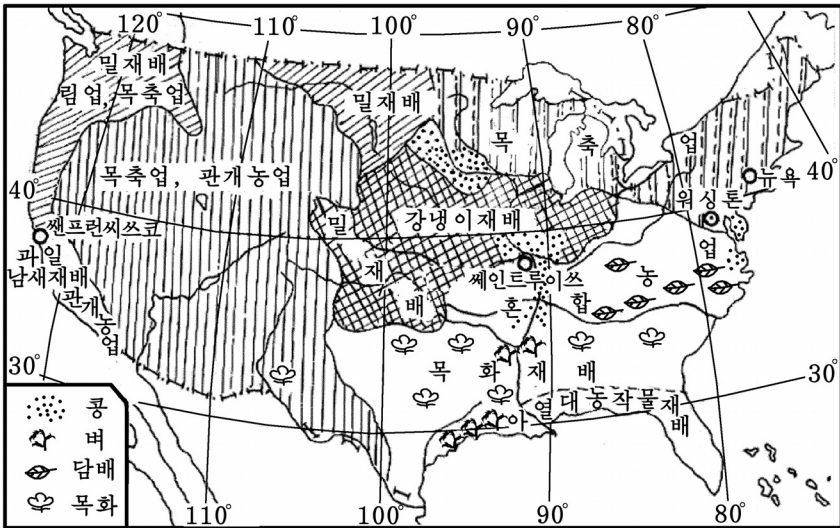 120°
110°
100°
90°
80°
밀재배
림업, 목축업
밀재배
목축업
목축업, 관개농업
40°
40°
뉴욕
워싱톤
밀재배
강냉이재배
쌘프런씨쓰코
과일
남새재배
관개농업
쎄인트루이쓰
혼합농업
목화재배
30°
30°
아열대농작물재배
콩
벼
담배
목화
110°
100°
90°
80°